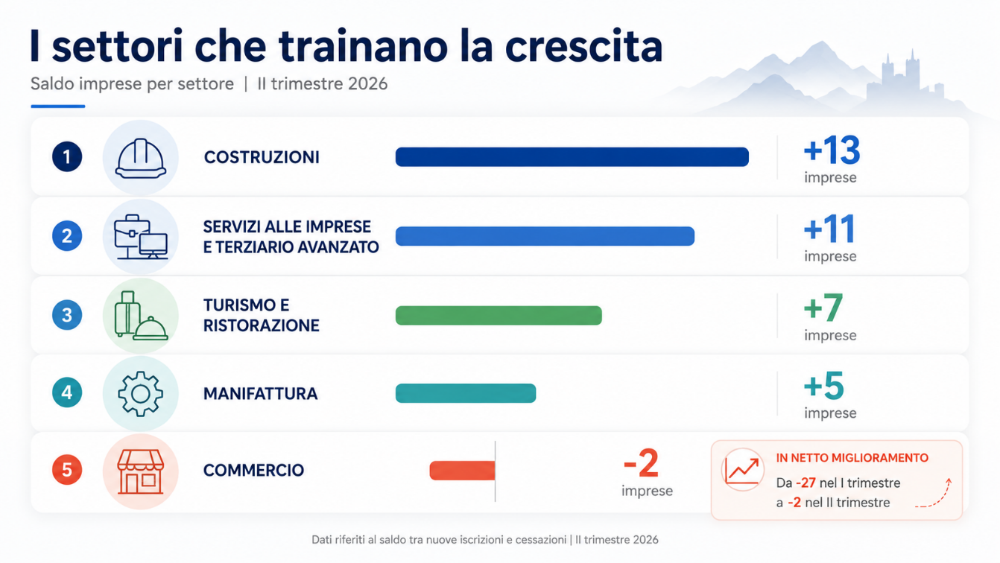 I settori che trainano la crescita
Saldo imprese per settore | II trimestre 2026
1
COSTRUZIONI
+13
imprese
2
SERVIZI ALLE IMPRESE
E TERZIARIO AVANZATO
+11
imprese
3
TURISMO E
RISTORAZIONE
+7
imprese
4
MANIFATTURA
+5
imprese
5
COMMERCIO
-2
imprese
IN NETTO MIGLIORAMENTO
Da -27 nel I trimestre
a -2 nel II trimestre
Dati riferiti al saldo tra nuove iscrizioni e cessazioni | II trimestre 2026